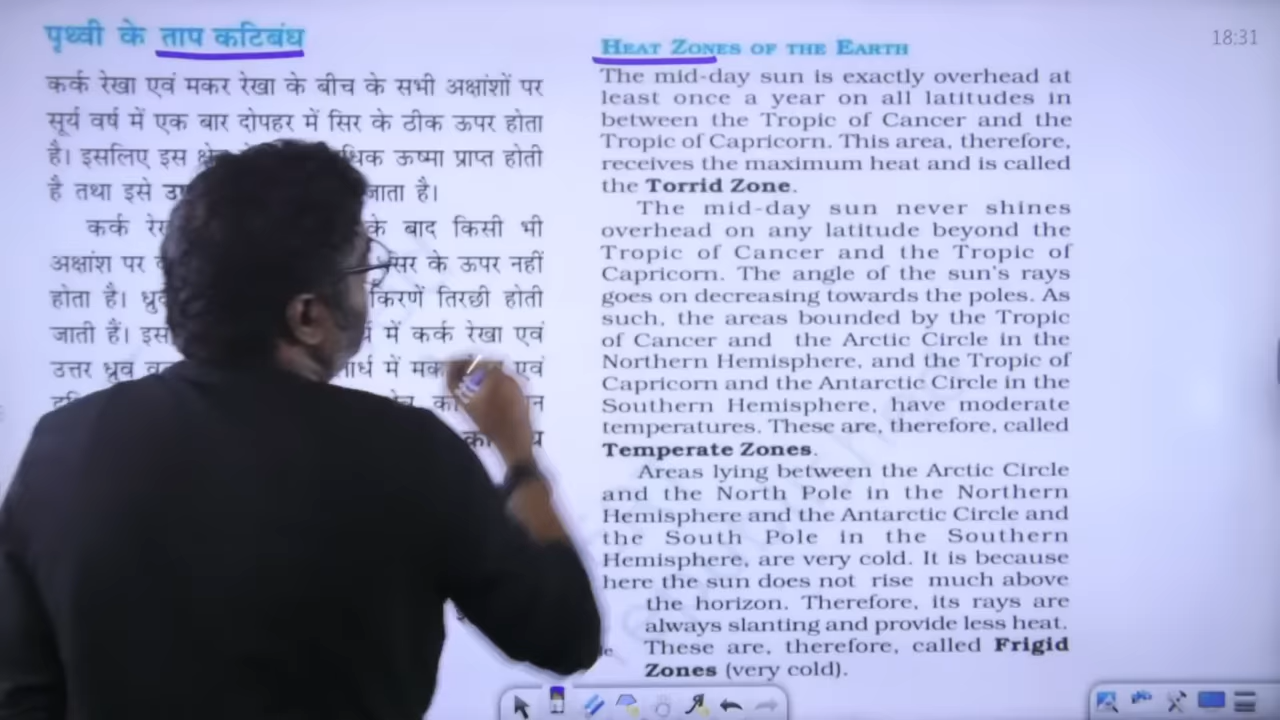 पृथ्वी के ताप कटिबंध
कर्क रेखा एवं मकर रेखा के बीच के सभी अक्षांशों पर
सूर्य वर्ष में एक बार दोपहर में सिर के ठीक ऊपर होता
है। इसलिए इस ऊष्मा प्राप्त होती
है तथा इसे जाता है।
कर्क के बाद किसी भी
अक्षांश पर के ऊपर नहीं
होता है। किरणें तिरछी होती
जाती हैं। में कर्क रेखा एवं
उत्तर ध्रुव में एवं
18:31
HEAT ZONES OF THE EARTH
The mid-day sun is exactly overhead at
least once a year on all latitudes in
between the Tropic of Cancer and the
Tropic of Capricorn. This area, therefore,
receives the maximum heat and is called
the Torrid Zone.
The mid-day sun never shines
overhead on any latitude beyond the
Tropic of Cancer and the Tropic of
Capricorn. The angle of the sun's rays
goes on decreasing towards the poles. As
such, the areas bounded by the Tropic
of Cancer and the Arctic Circle in the
Northern Hemisphere, and the Tropic of
Capricorn and the Antarctic Circle in the
Southern Hemisphere, have moderate
temperatures. These are, therefore, called
Temperate Zones.
Areas lying between the Arctic Circle
and the North Pole in the Northern
Hemisphere and the Antarctic Circle and
the South Pole in the Southern
Hemisphere, are very cold. It is because
here the sun does not rise much above
the horizon. Therefore, its rays are
always slanting and provide less heat.
These are, therefore, called Frigid
Zones (very cold).